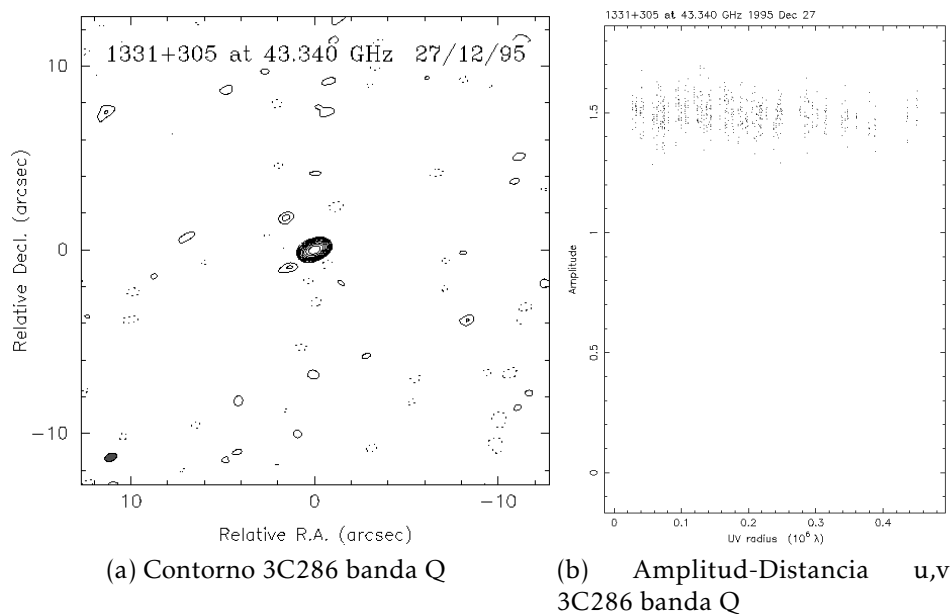 1331+305 at 43.340 GHz 27/12/95
10
0
−10
Relative Decl. (arcsec)
10
0
−10
Relative R.A. (arcsec)
(a) Contorno 3C286 banda Q
1331+305 at 43.340 GHz 1995 Dec 27
1.5
1
0.5
0
Amplitude
0
0.1
0.2
0.3
0.4
UV radius (10⁶ λ)
(b) Amplitud-Distancia u,v
3C286 banda Q